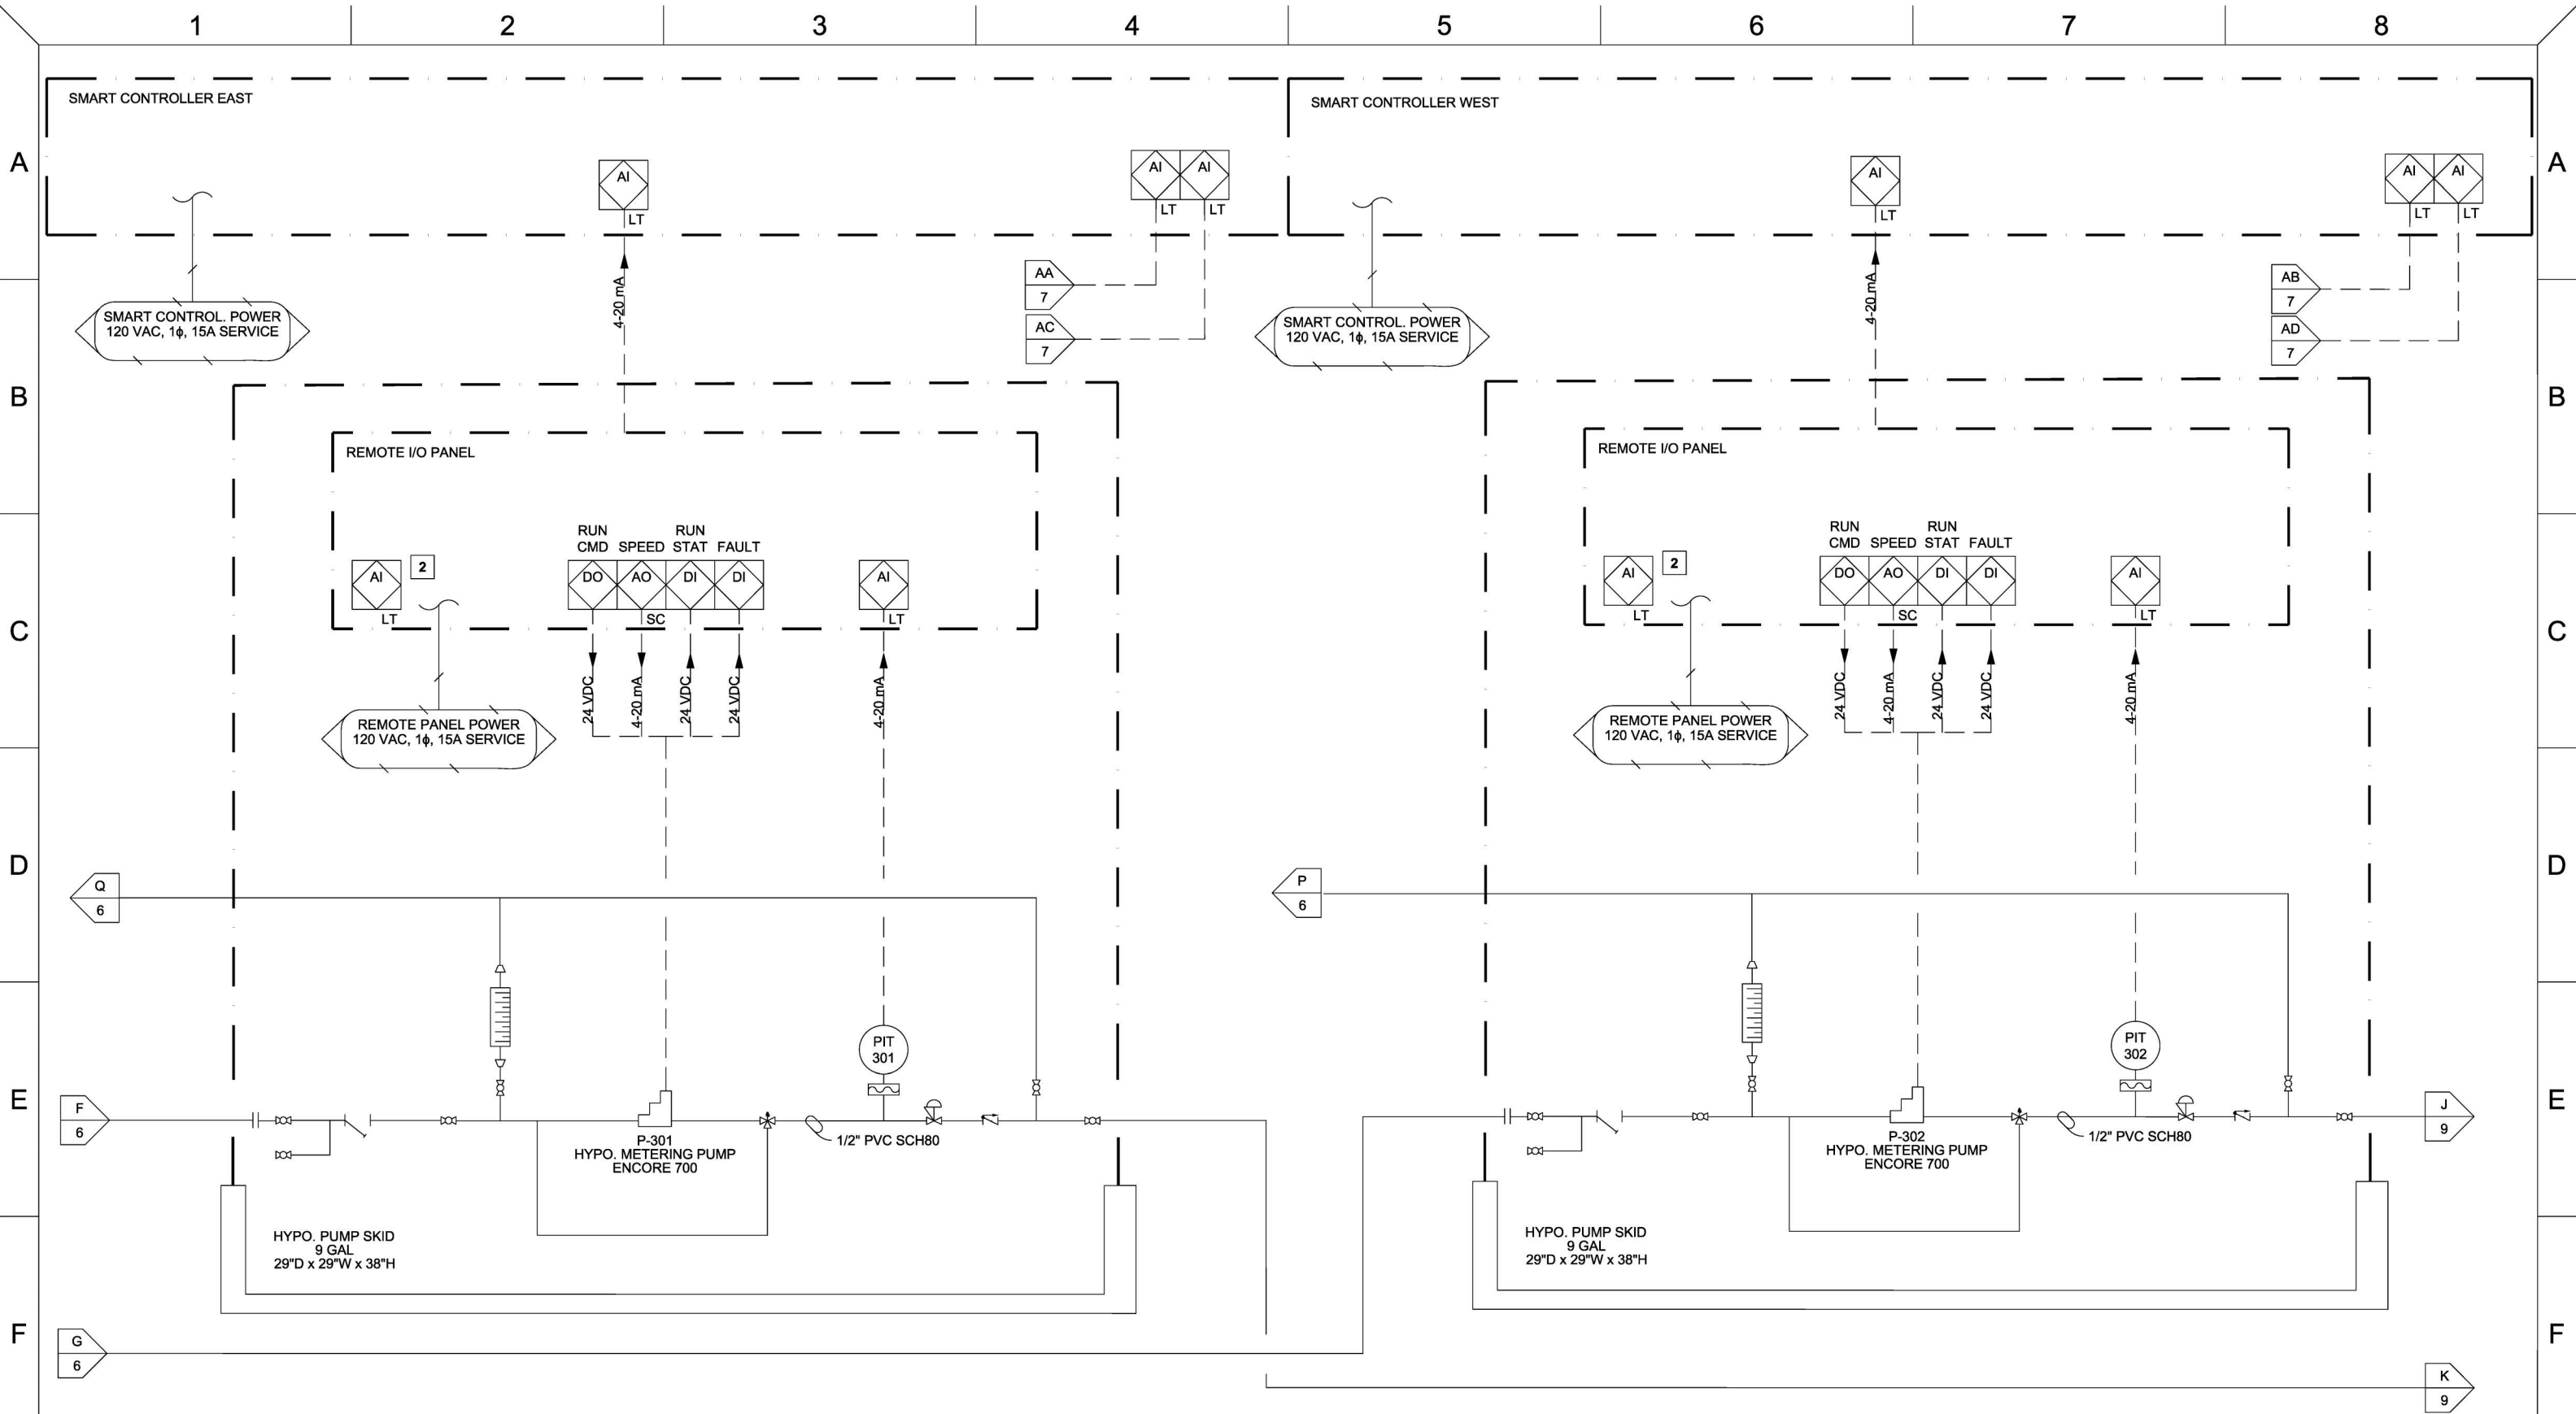 1 2 3 4 5 6 7 8
SMART CONTROLLER EAST
SMART CONTROLLER WEST
A
A
AI
LT
AI AI
LT LT
AI
LT
AI AI
LT LT
4-20 mA
AA
7
AC
7
4-20 mA
AB
7
AD
7
SMART CONTROL. POWER
120 VAC, 1ϕ, 15A SERVICE
SMART CONTROL. POWER
120 VAC, 1ϕ, 15A SERVICE
B
B
REMOTE I/O PANEL
REMOTE I/O PANEL
RUN
CMD
SPEED
RUN
STAT
FAULT
RUN
CMD
SPEED
RUN
STAT
FAULT
AI
LT
2
DO AO DI DI
SC
AI
LT
AI
LT
2
DO AO DI DI
SC
AI
LT
C
C
24 VDC
4-20 mA
24 VDC
24 VDC
4-20 mA
24 VDC
4-20 mA
24 VDC
24 VDC
4-20 mA
REMOTE PANEL POWER
120 VAC, 1ϕ, 15A SERVICE
REMOTE PANEL POWER
120 VAC, 1ϕ, 15A SERVICE
D
D
Q
6
P
6
PIT
301
PIT
302
E
E
F
6
J
9
P-301
HYPO. METERING PUMP
ENCORE 700
1/2" PVC SCH80
P-302
HYPO. METERING PUMP
ENCORE 700
1/2" PVC SCH80
HYPO. PUMP SKID
9 GAL
29"D x 29"W x 38"H
HYPO. PUMP SKID
9 GAL
29"D x 29"W x 38"H
F
F
G
6
K
9